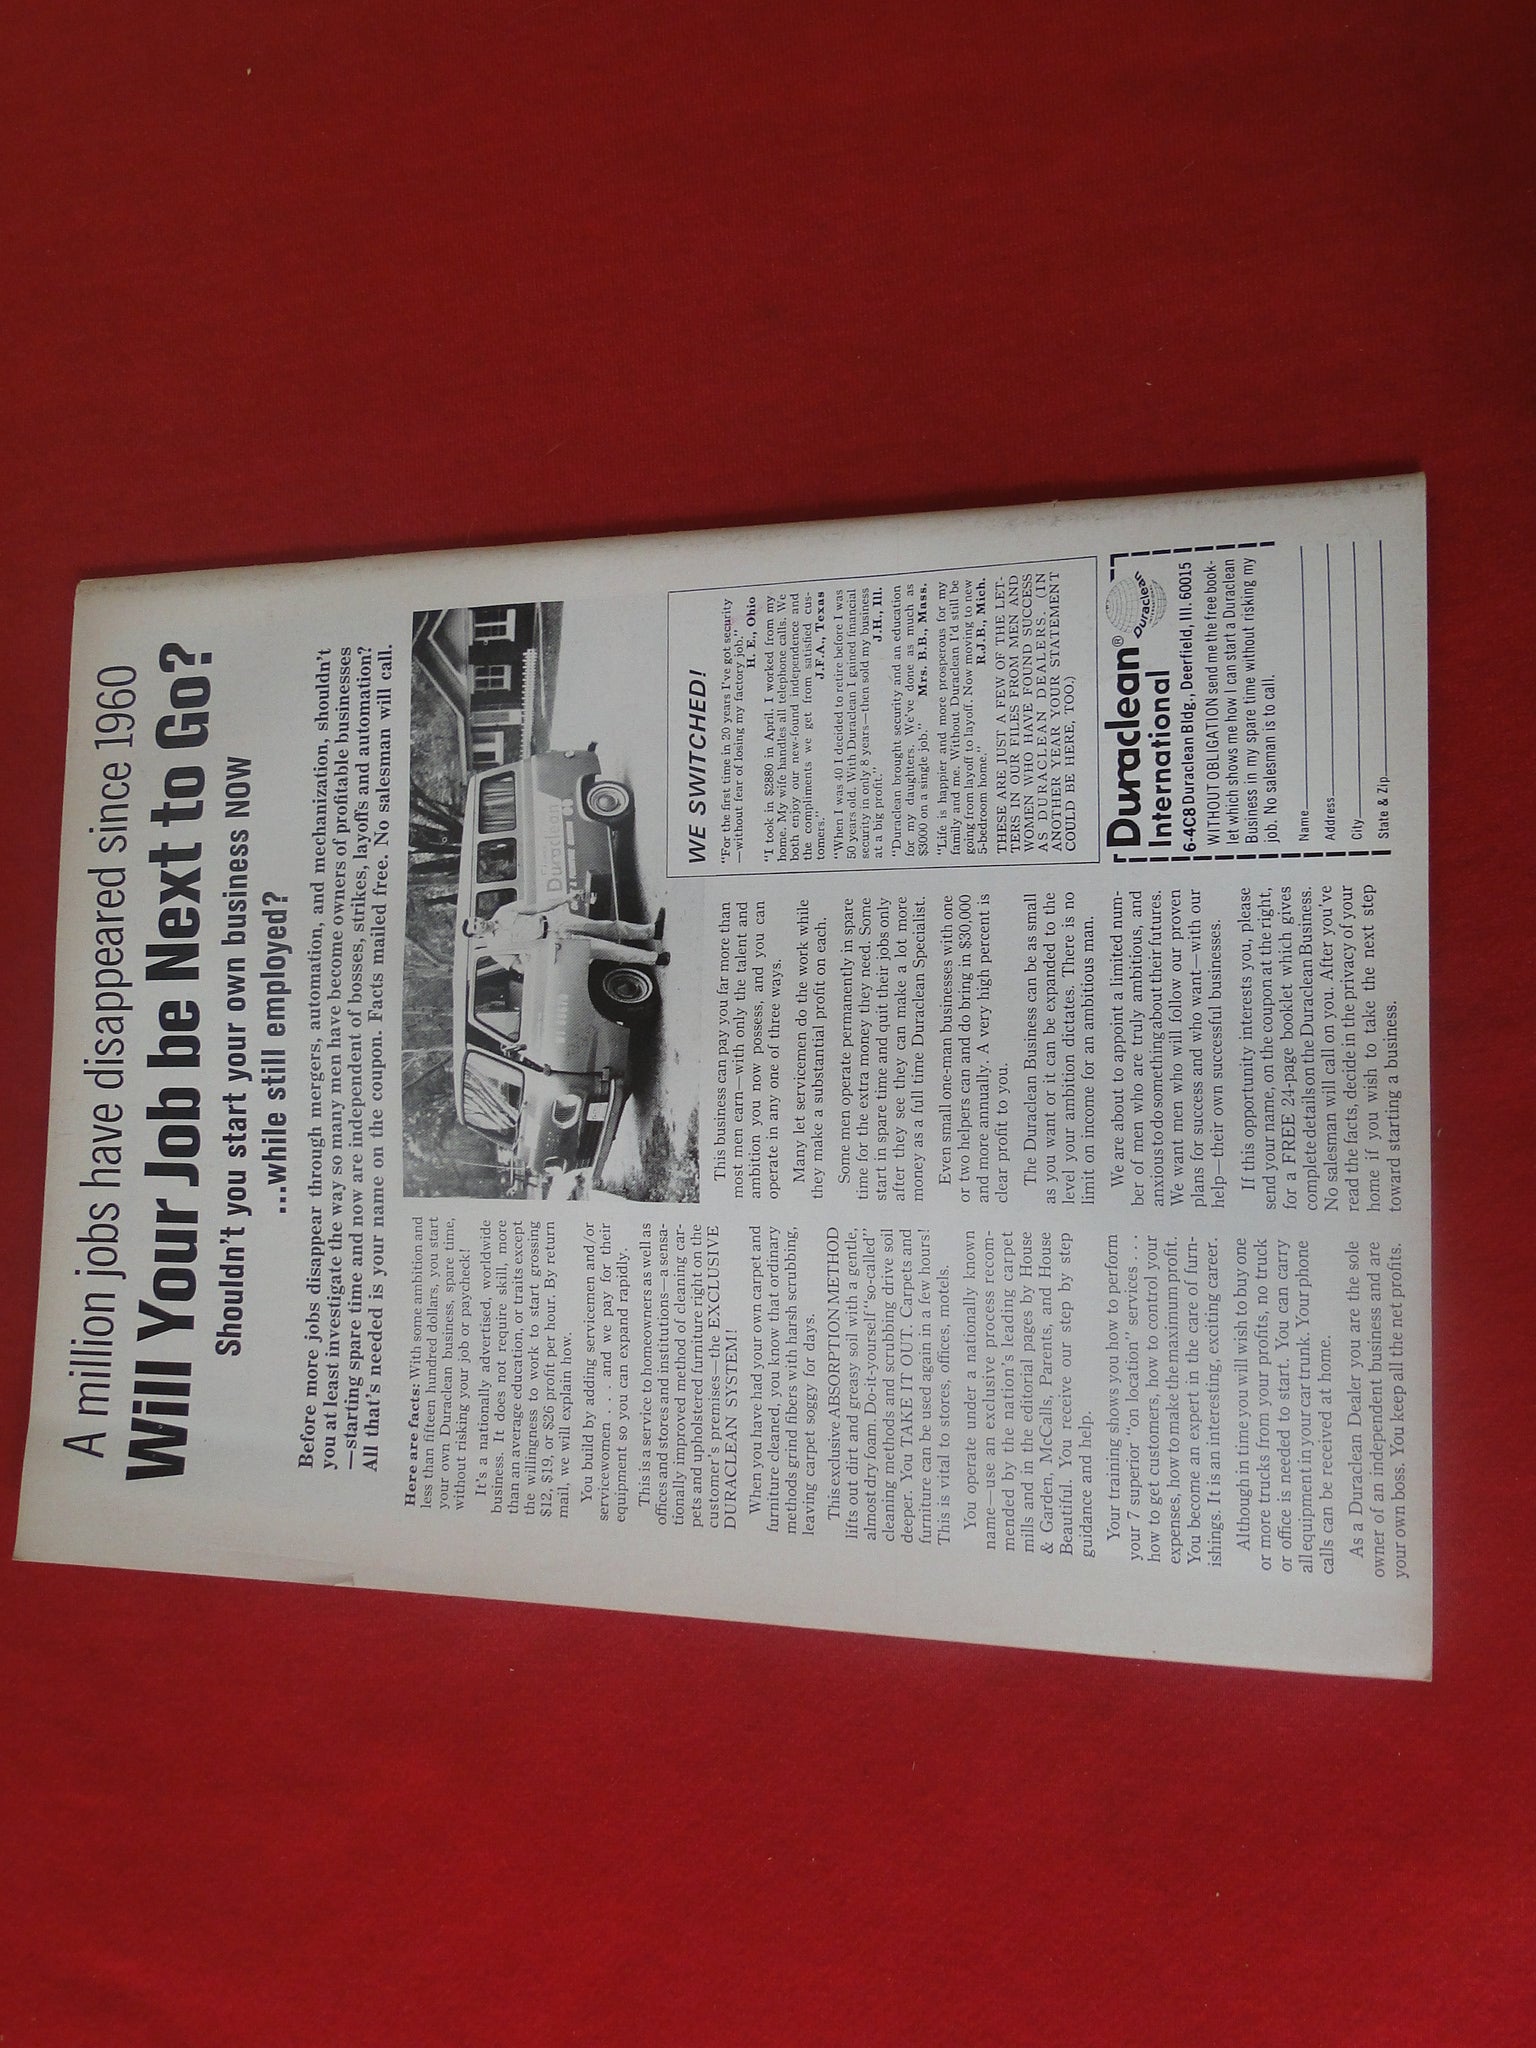 A million jobs have disappeared since 1960
Will Your Job be Next to Go?
Shouldn't you start your own business NOW
...while still employed?
Before more jobs disappear through mergers, automation, and mechanization, shouldn't
you at least investigate the way so many men have become owners of profitable businesses
—starting spare time and now are independent of bosses, strikes, layoffs and automation?
All that's needed is your name on the coupon. Facts mailed free. No salesman will call.
Here are facts: With some ambition and
less than fifteen hundred dollars, you start
your own Duraclean business, spare time,
without risking your job or paycheck!
It's a nationally advertised, worldwide
business. It does not require skill, more
than an average education, or traits except
the willingness to work to start grossing
$12, $19, or $26 profit per hour. By return
mail, we will explain how.
You build by adding servicemen and/or
servicewomen . . . and we pay for their
equipment so you can expand rapidly.
This is a service to homeowners as well as
offices and stores and institutions—a sensa-
tionally improved method of cleaning car-
pets and upholstered furniture right on the
customer's premises—the EXCLUSIVE
DURACLEAN SYSTEM!
When you have had your own carpet and
furniture cleaned, you know that ordinary
methods grind fibers with harsh scrubbing,
leaving carpet soggy for days.
This exclusive ABSORPTION METHOD
lifts out dirt and greasy soil with a gentle,
almost dry foam. Do-it-yourself "so-called"
cleaning methods and scrubbing drive soil
deeper. You TAKE IT OUT. Carpets and
furniture can be used again in a few hours!
This is vital to stores, offices, motels.
You operate under a nationally known
name—use an exclusive process recom-
mended by the nation's leading carpet
mills and in the editorial pages by House
& Garden, McCalls, Parents, and House
Beautiful. You receive our step by step
guidance and help.
Your training shows you how to perform
your 7 superior "on location" services . . . .
how to get customers, how to control your
expenses, how to make the maximum profit.
You become an expert in the care of furn-
ishings. It is an interesting, exciting career.
Although in time you will wish to buy one
or more trucks from your profits, no truck
or office is needed to start. You can carry
all equipment in your car trunk. Your phone
calls can be received at home.
As a Duraclean Dealer you are the sole
owner of an independent business and are
your own boss. You keep all the net profits.
Duraclean
This business can pay you far more than
most men earn—with only the talent and
ambition you now possess, and you can
operate in any one of three ways.
Many let servicemen do the work while
they make a substantial profit on each.
Some men operate permanently in spare
time for the extra money they need. Some
start in spare time and quit their jobs only
after they see they can make a lot more
money as a full time Duraclean Specialist.
Even small one-man businesses with one
or two helpers can and do bring in $30,000
and more annually. A very high percent is
clear profit to you.
The Duraclean Business can be as small
as you want or it can be expanded to the
level your ambition dictates. There is no
limit on income for an ambitious man.
We are about to appoint a limited num-
ber of men who are truly ambitious, and
anxious to do something about their futures.
We want men who will follow our proven
plans for success and who want—with our
help—their own successful businesses.
If this opportunity interests you, please
send your name, on the coupon at the right,
for a FREE 24-page booklet which gives
complete details on the Duraclean Business.
No salesman will call on you. After you've
read the facts, decide in the privacy of your
home if you wish to take the next step
toward starting a business.
WE SWITCHED!
"For the first time in 20 years I've got security
—without fear of losing my factory job."
H. E., Ohio
"I took in $2880 in April. I worked from my
home. My wife handles all telephone calls. We
both enjoy our new-found independence and
the compliments we get from satisfied cus-
tomers."
J.F.A., Texas
"When I was 40 I decided to retire before I was
50 years old. With Duraclean I gained financial
security in only 8 years—then sold my business
at a big profit."
J.H., Ill.
"Duraclean brought security and an education
for my daughters. We've done as much as
$3000 on a single job."
Mrs. B.B., Mass.
"Life is happier and more prosperous for my
family and me. Without Duraclean I'd still be
going from layoff to layoff. Now moving to new
5-bedroom home."
R.J.B., Mich.
THESE ARE JUST A FEW OF THE LET-
TERS IN OUR FILES FROM MEN AND
WOMEN WHO HAVE FOUND SUCCESS
AS DURACLEAN DEALERS. (IN
ANOTHER YEAR YOUR STATEMENT
COULD BE HERE, TOO.)
Duraclean®
International
Duraclean
6-4C8 Duraclean Bldg., Deerfield, Ill. 60015
WITHOUT OBLIGATION send me the free book-
let which shows me how I can start a Duraclean
Business in my spare time without risking my
job. No salesman is to call.
Name
Address
City
State & Zip